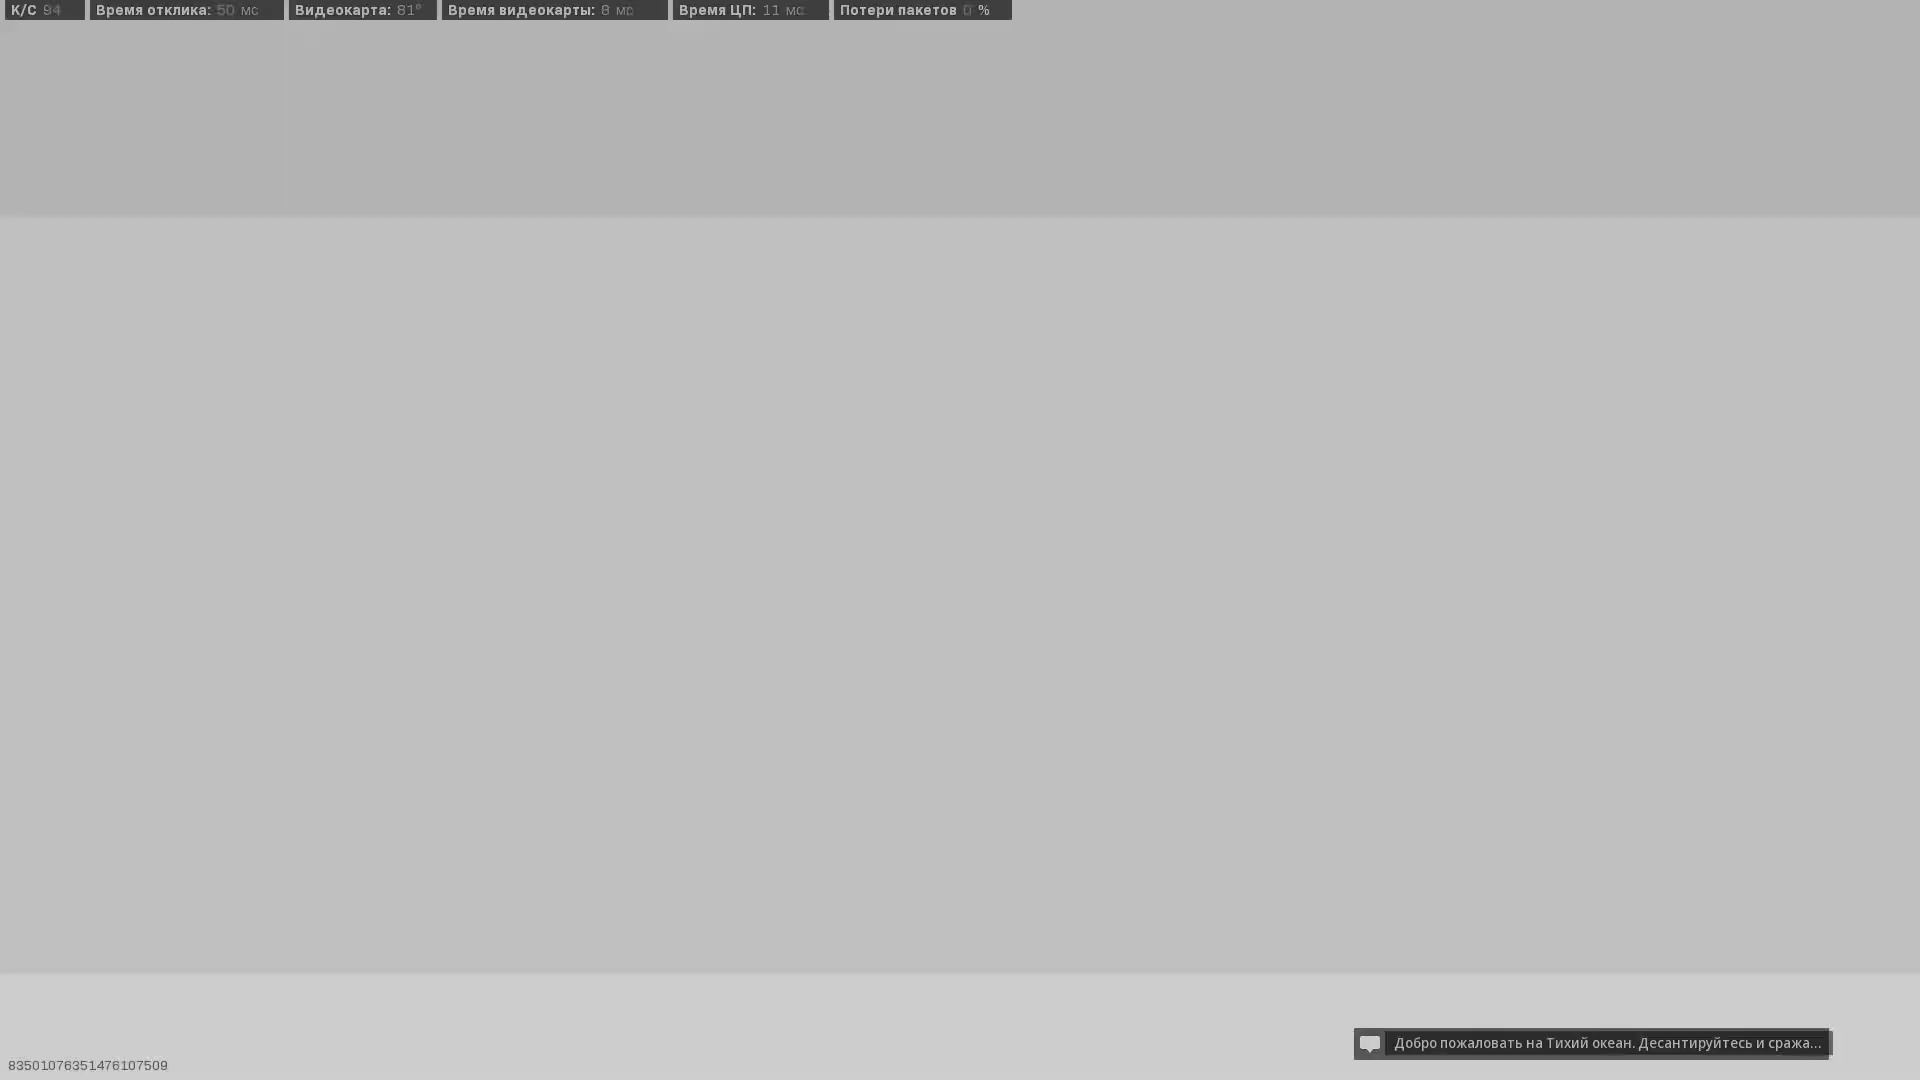 К/С 94 Время отклика: 50 мс Видеокарта: 81° Время видеокарты: 8 мс Время ЦП: 11 мс Потери пакетов 0 %
Добро пожаловать на Тихий океан. Десантируйтесь и сража...
83501076351476107509